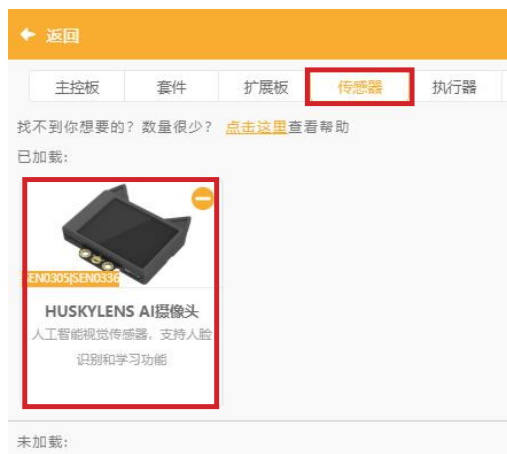 返回
主控板 套件 扩展板 传感器 执行器
找不到你想要的? 数量很少? 点击这里查看帮助
已加载:
SEN0305|SEN0336
HUSKYLENS AI摄像头
人工智能视觉传感器，支持人脸
识别和学习功能
未加载: